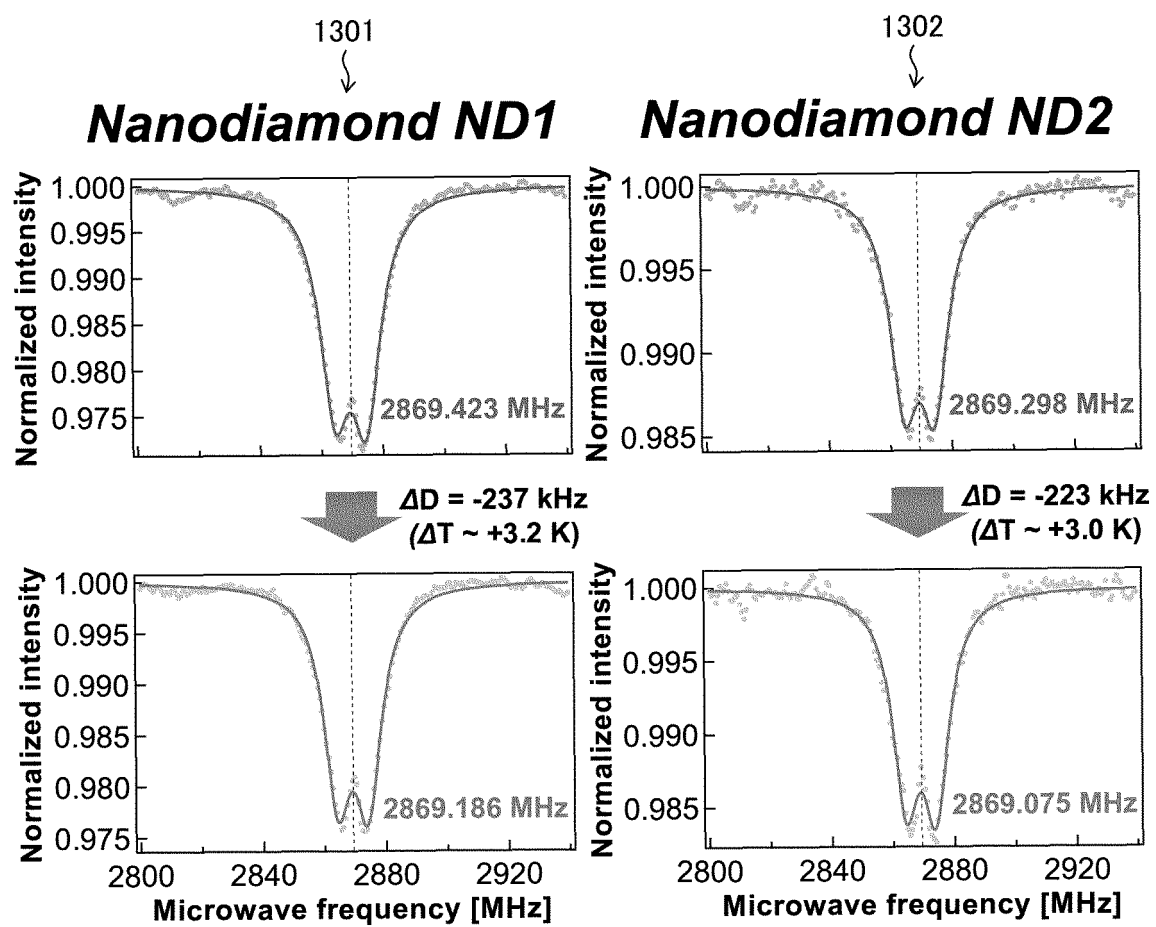 1301
1302
Nanodiamond ND1
Nanodiamond ND2
Normalized intensity
1.000
0.995
0.990
0.985
0.980
0.975
2869.423 MHz
Normalized intensity
1.000
0.995
0.990
0.985
2869.298 MHz
ΔD = -237 kHz
(ΔT ~ +3.2 K)
ΔD = -223 kHz
(ΔT ~ +3.0 K)
Normalized intensity
1.000
0.995
0.990
0.985
0.980
0.975
2869.186 MHz
2800 2840 2880 2920
Microwave frequency [MHz]
Normalized intensity
1.000
0.995
0.990
0.985
2869.075 MHz
2800 2840 2880 2920
Microwave frequency [MHz]